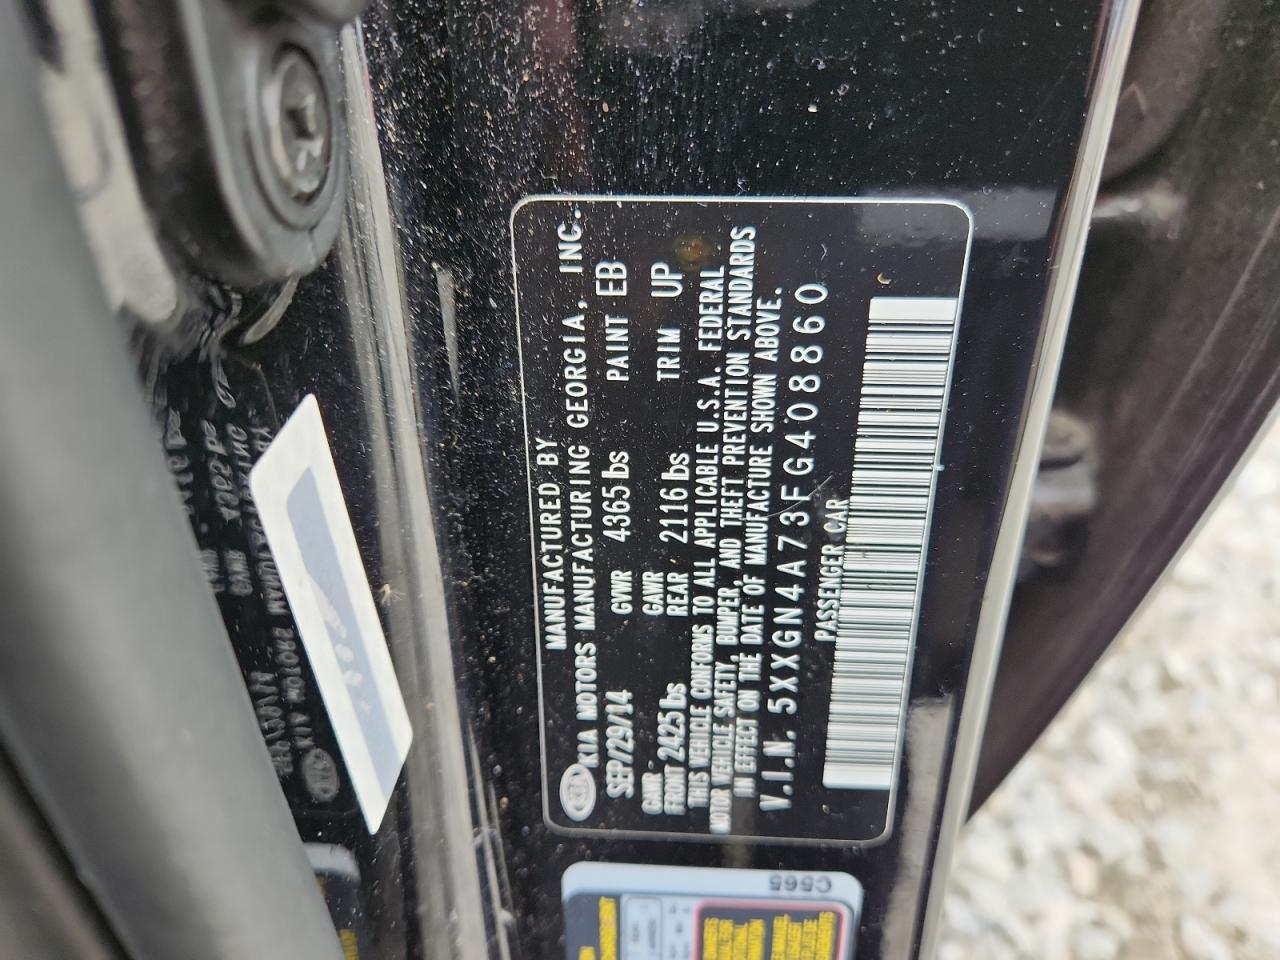 KIA
MANUFACTURED BY
KIA MOTORS MANUFACTURING GEORGIA, INC.
SEP/29/14 GVWR 4365 lbs PAINT EB
GAWR FRONT 2425 lbs GAWR REAR 2116 lbs TRIM UP
THIS VEHICLE CONFORMS TO ALL APPLICABLE U.S.A. FEDERAL
MOTOR VEHICLE SAFETY, BUMPER, AND THEFT PREVENTION STANDARDS
IN EFFECT ON THE DATE OF MANUFACTURE SHOWN ABOVE.
V.I.N. 5XXGN4A73FG408860
PASSENGER CAR
C565